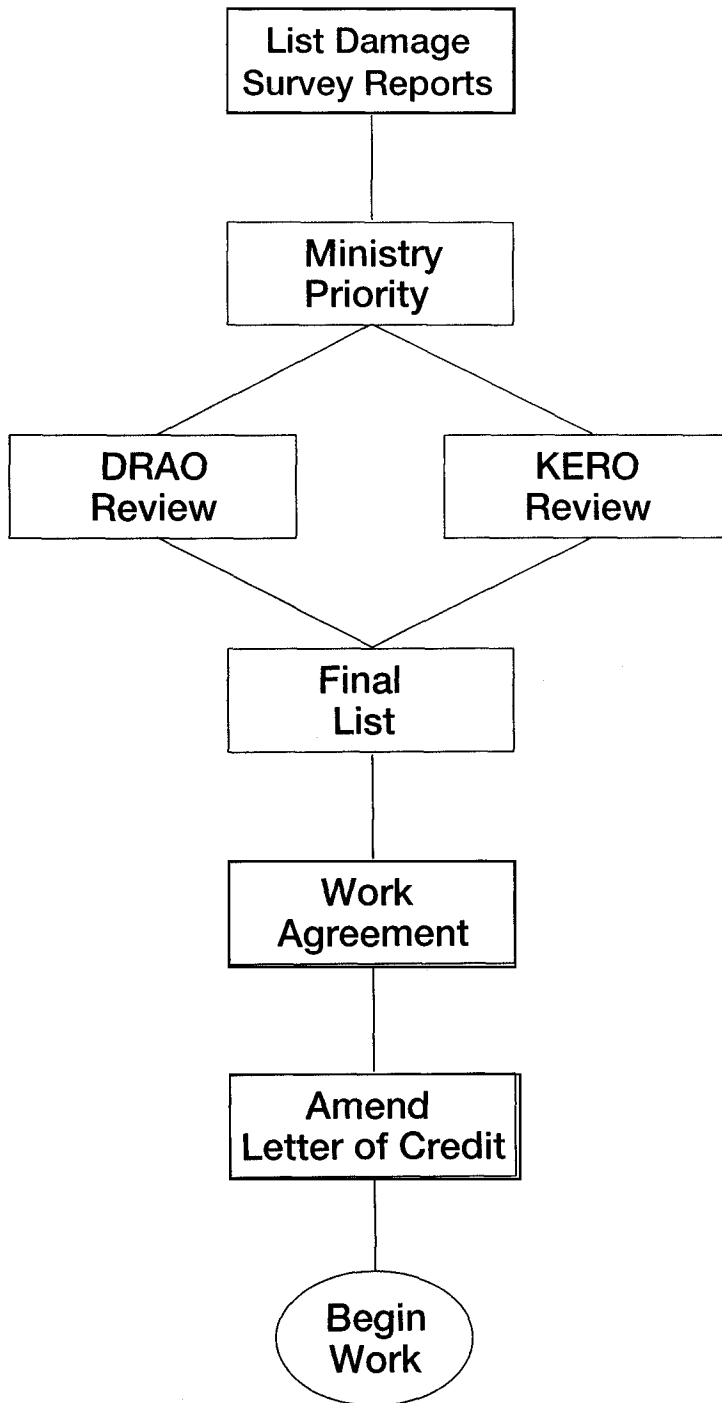 List Damage
Survey Reports
Ministry
Priority
DRAO
Review
KERO
Review
Final
List
Work
Agreement
Amend
Letter of Credit
Begin
Work